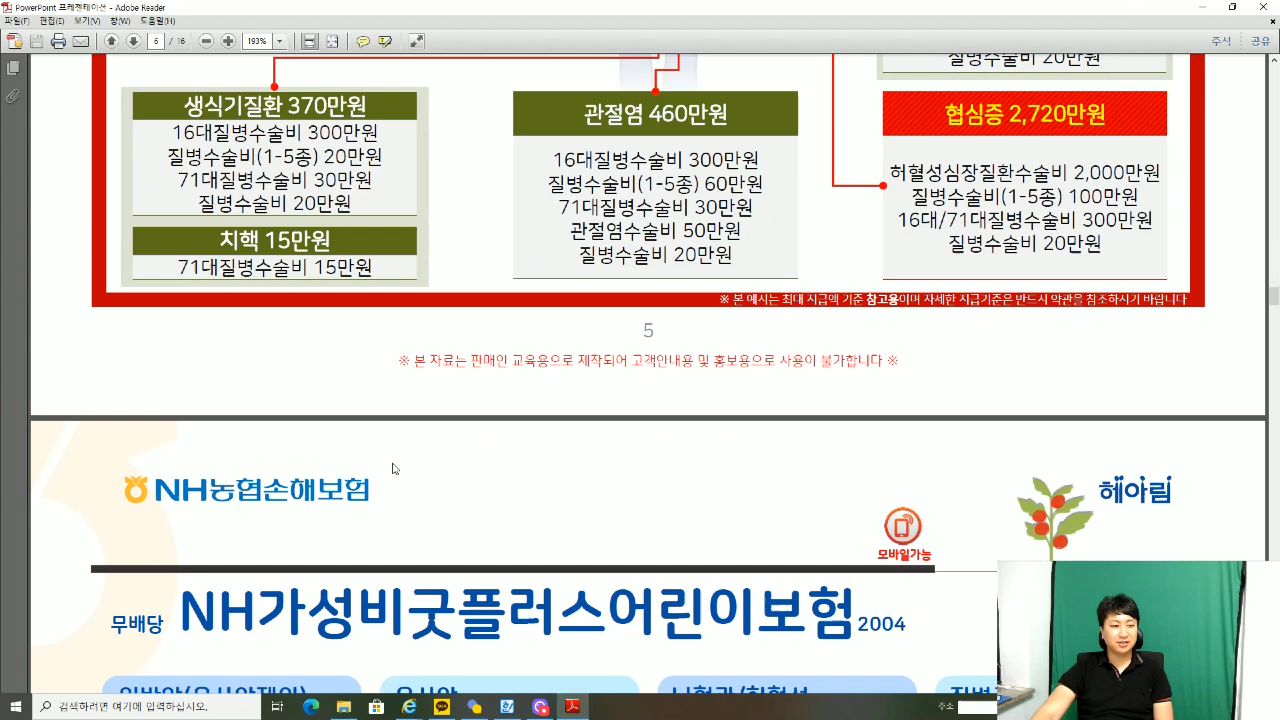 PowerPoint 프레젠테이션 - Adobe Reader
파일(F) 편집(E) 보기(V) 창(W) 도움말(H)
6 / 16 193% 주석 공유
생식기질환 370만원
16대질병수술비 300만원
질병수술비(1-5종) 20만원
71대질병수술비 30만원
질병수술비 20만원
치핵 15만원
71대질병수술비 15만원
관절염 460만원
16대질병수술비 300만원
질병수술비(1-5종) 60만원
71대질병수술비 30만원
관절염수술비 50만원
질병수술비 20만원
질병수술비 20만원
협심증 2,720만원
허혈성심장질환수술비 2,000만원
질병수술비(1-5종) 100만원
16대/71대질병수술비 300만원
질병수술비 20만원
※ 본 예시는 최대 지급액 기준 참고용이며 자세한 지급기준은 반드시 약관을 참조하시기 바랍니다
5
※ 본 자료는 판매인 교육용으로 제작되어 고객안내용 및 홍보용으로 사용이 불가합니다 ※
NH농협손해보험
헤아림
모바일가능
무배당 NH가성비굿플러스어린이보험 2004
검색하려면 여기에 입력하십시오.
주소